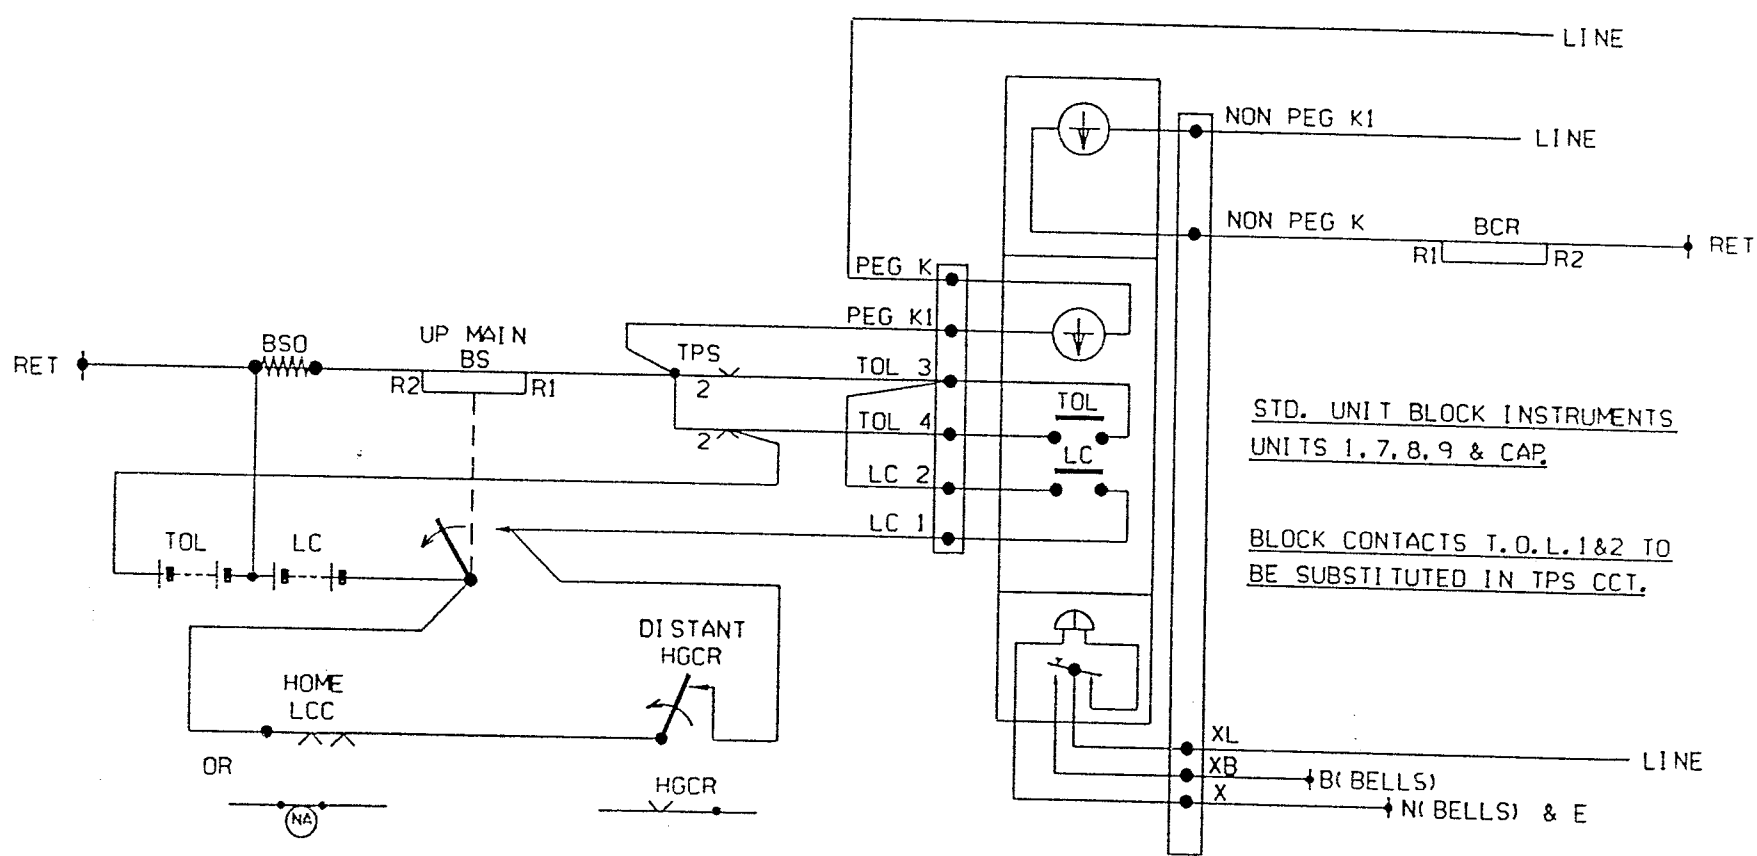 LINE
NON PEG K1
LINE
NON PEG K
BCR
R1
R2
RET
PEG K
PEG K1
UP MAIN
BSO
BS
TPS
RET
R2
R1
2
TOL 3
TOL
2
TOL 4
LC
LC 2
LC 1
STD. UNIT BLOCK INSTRUMENTS
UNITS 1, 7, 8, 9 & CAP.
BLOCK CONTACTS T.O.L.1&2 TO
BE SUBSTITUTED IN TPS CCT.
TOL
LC
DISTANT
HGCR
HOME
LCC
OR
NA
HGCR
XL
LINE
XB
B(BELLS)
X
N(BELLS) & E